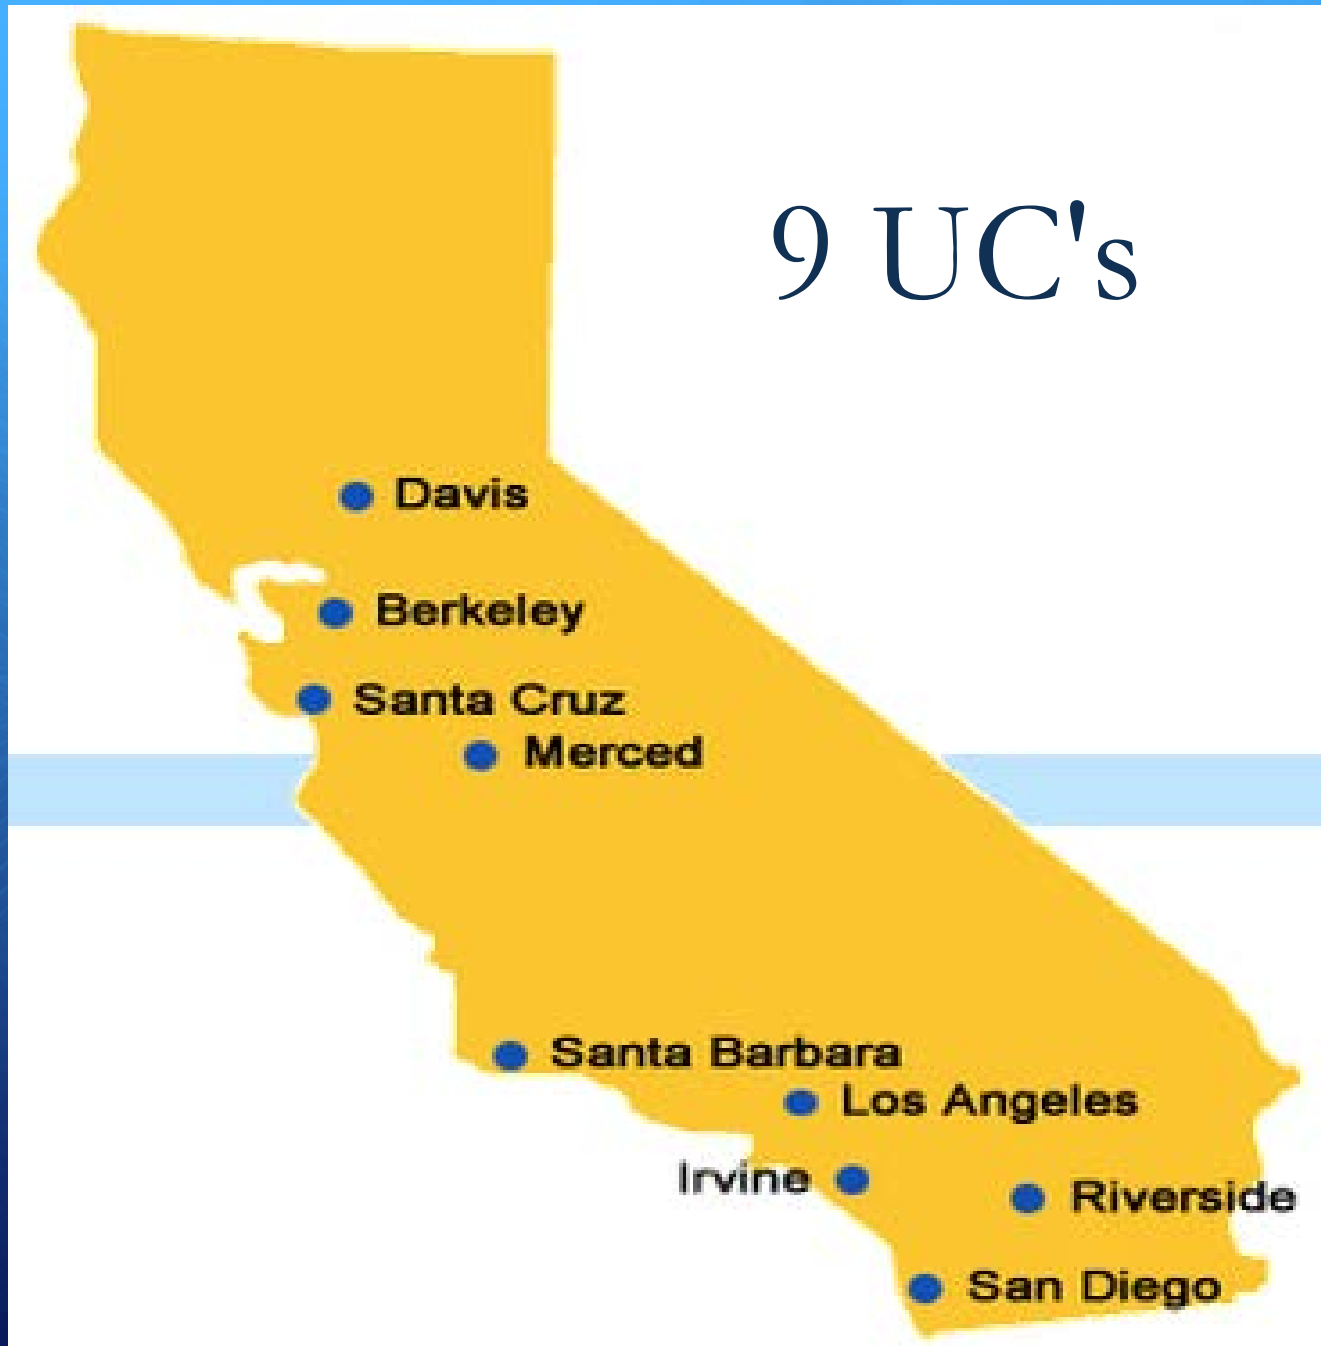 9 UC's
Davis
Berkeley
Santa Cruz
Merced
Santa Barbara
Los Angeles
Irvine
Riverside
San Diego